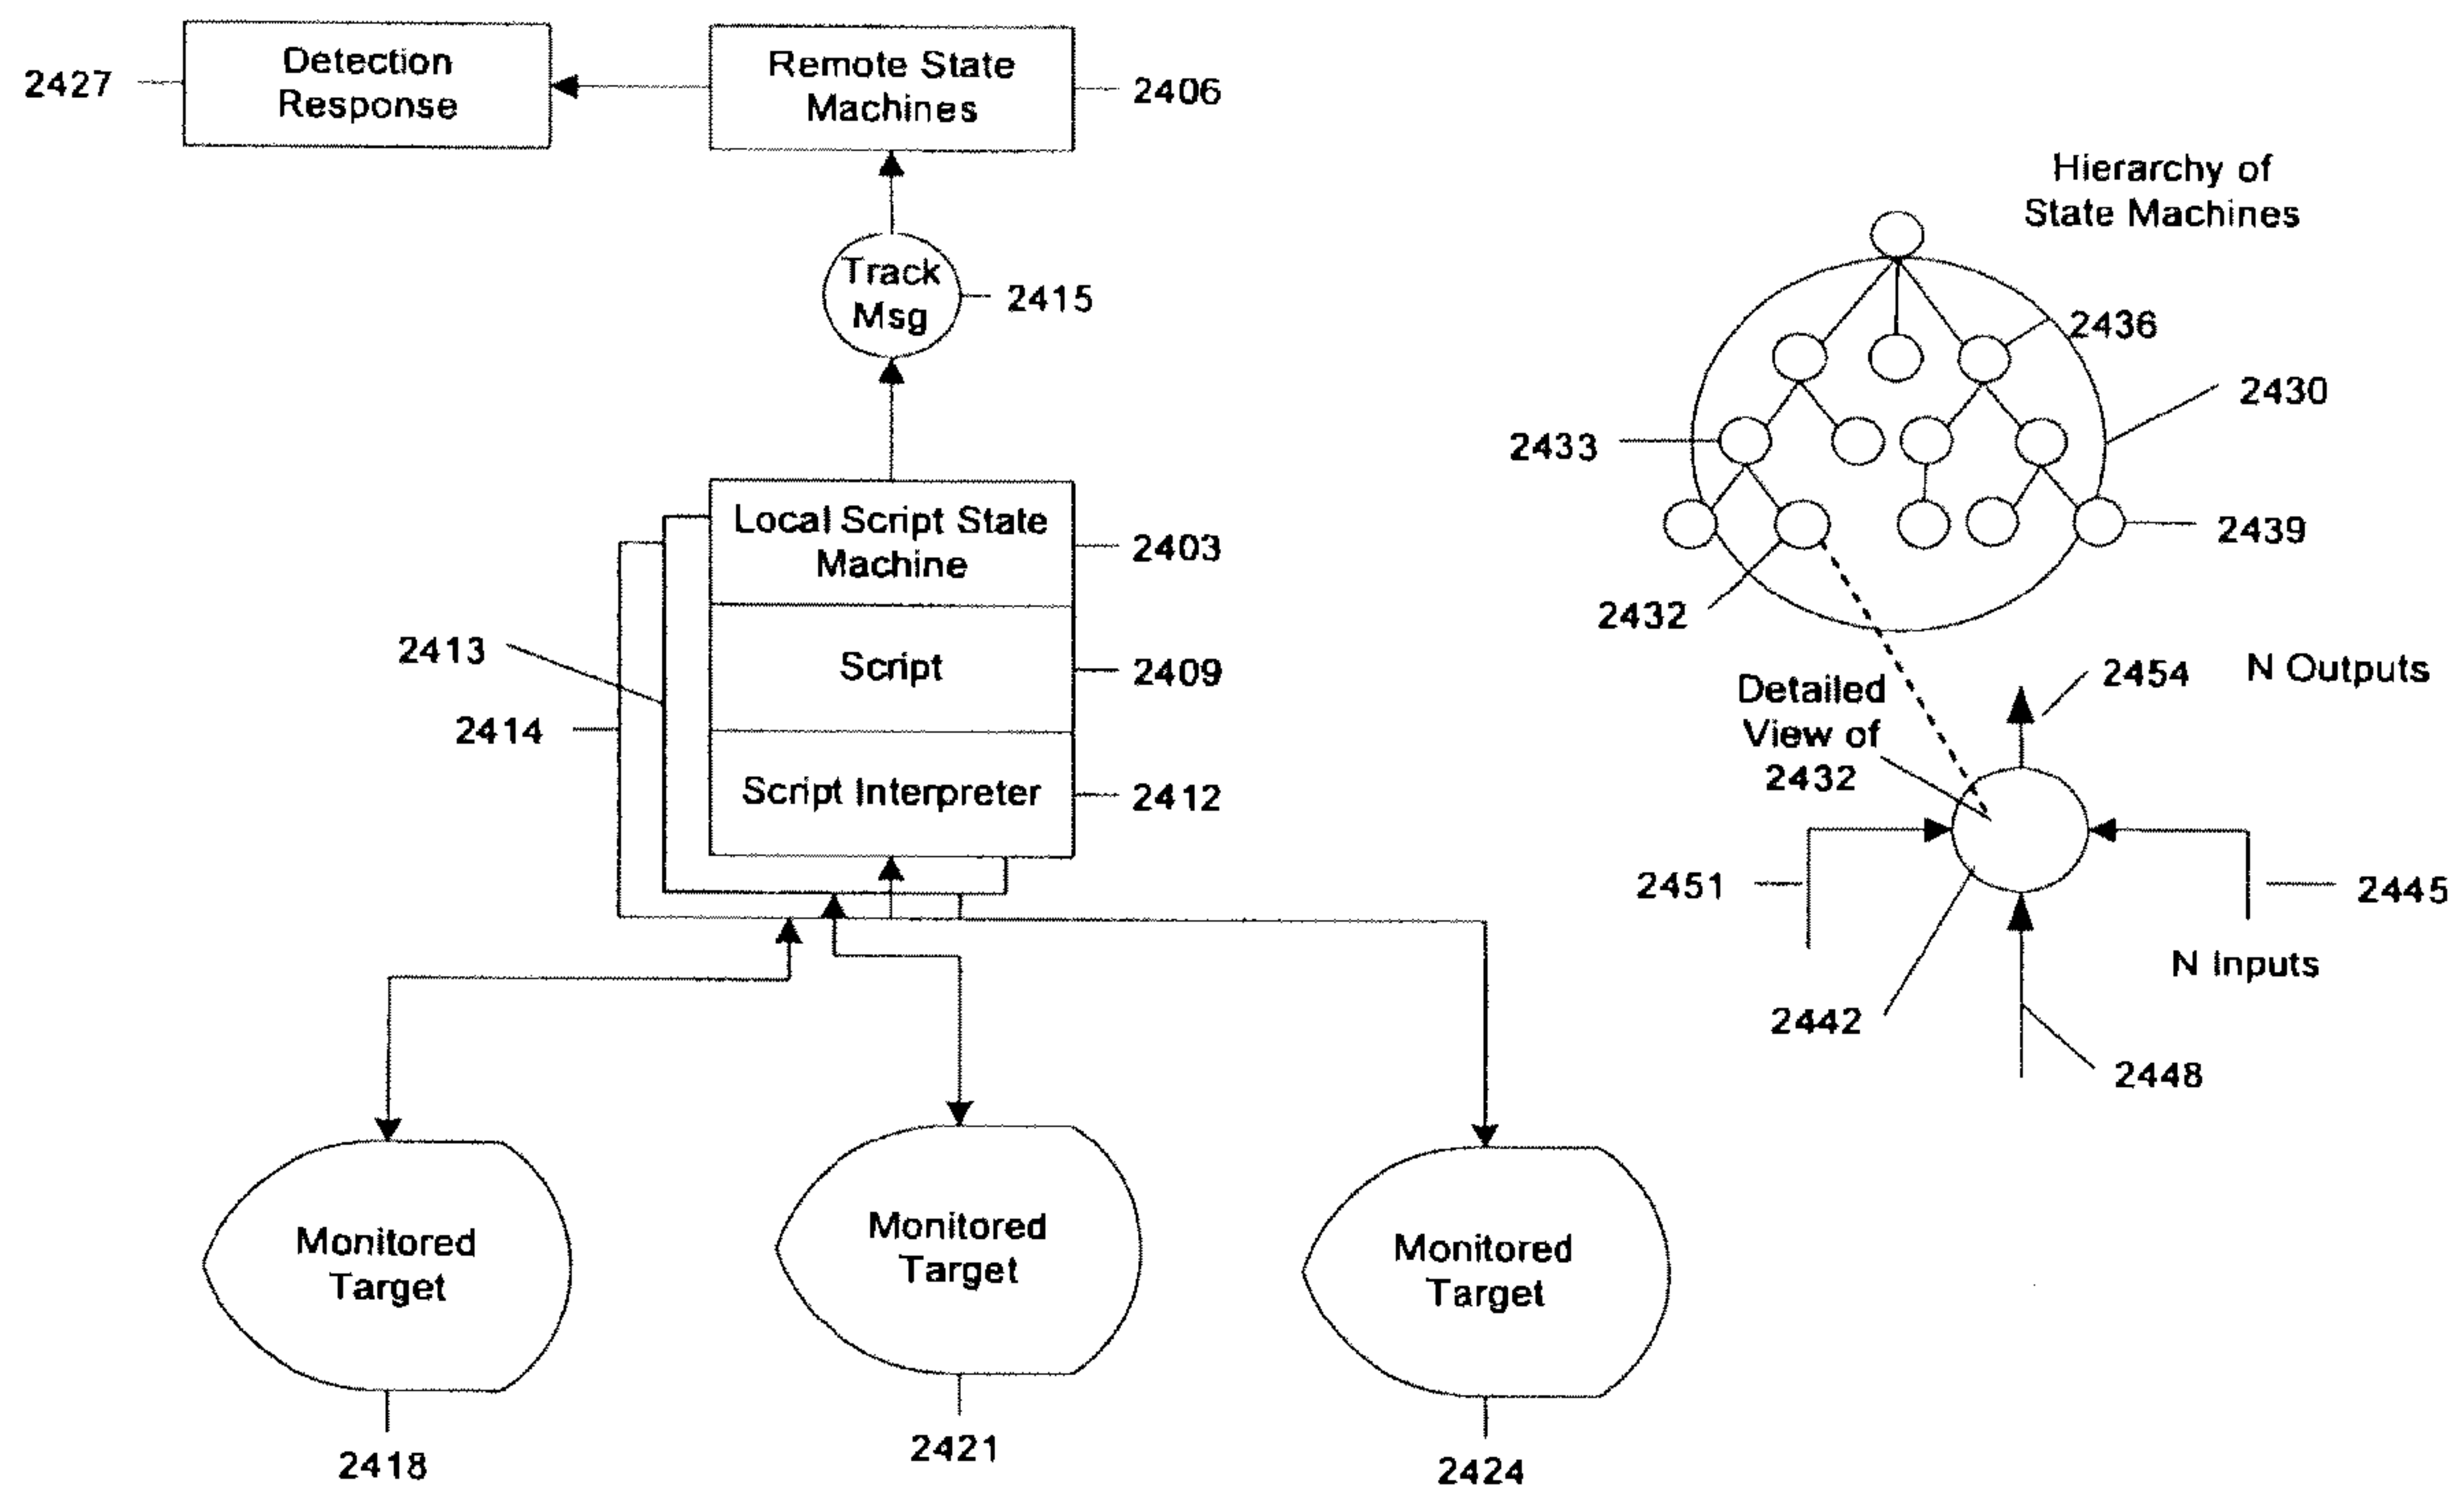 2427
Detection
Response
Remote State
Machines
2406
Track
Msg
2415
Local Script State
Machine
2403
Script
2409
Script Interpreter
2412
2413
2414
Monitored
Target
2418
Monitored
Target
2421
Monitored
Target
2424
Hierarchy of
State Machines
2436
2430
2433
2439
2432
2454
N Outputs
Detailed
View of
2432
2451
2445
N Inputs
2442
2448